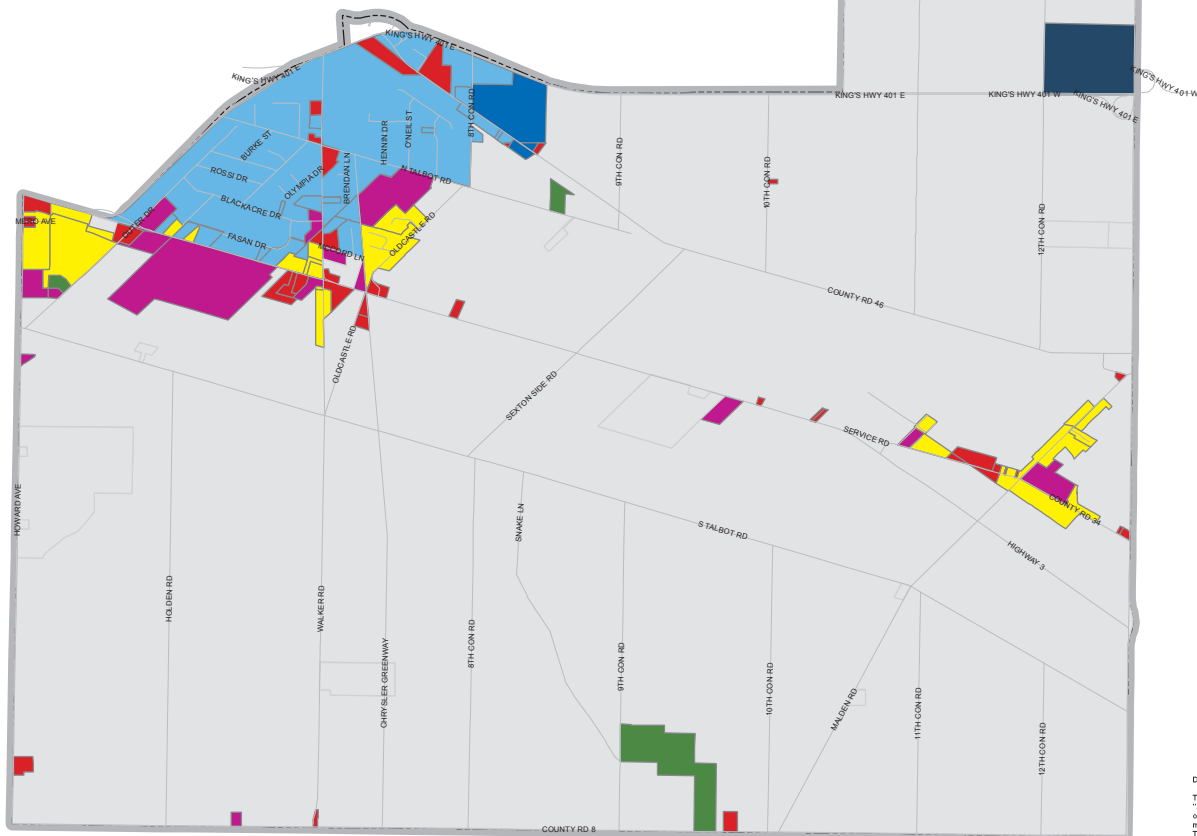 KING'S HWY 401 E
KING'S HWY 401 E
KING'S HWY 401 W
KING'S HWY 401 E
KING'S HWY 401 W
KING'S HWY 401 E
8TH CON RD
O'NEIL ST
HENNIN DR
BURKE ST
9TH CON RD
10TH CON RD
ROSSI DR
OLYMPIA DR
BRENDAN LN
N TALBOT RD
BLACKACRE DR
OUTER DR
OLDCASTLE RD
12TH CON RD
FASAN DR
MCCORD LN
COUNTY RD 46
OLDCASTLE RD
SEXTON SIDE RD
SERVICE RD
HOWARD AVE
SNAKE LN
S TALBOT RD
COUNTY RD 34
HIGHWAY 3
HOLDEN RD
WALKER RD
CHRYSLER GREENWAY
8TH CON RD
9TH CON RD
10TH CON RD
MALDEN RD
11TH CON RD
12TH CON RD
COUNTY RD 8